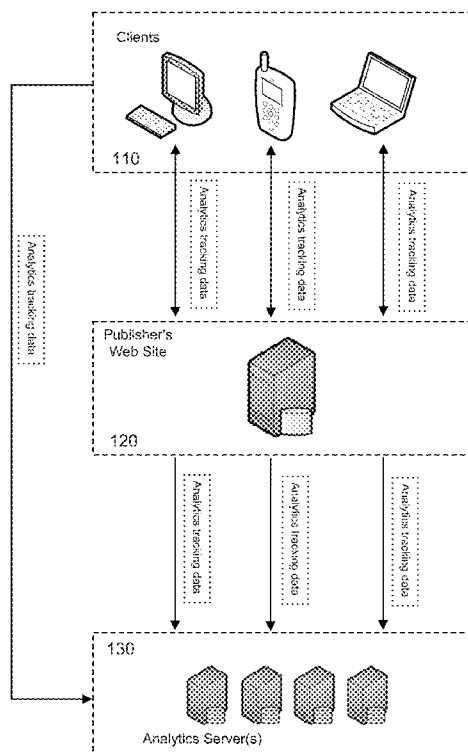 Clients
110
Analytics tracking data
Analytics tracking data
Analytics tracking data
Analytics tracking data
Publisher's
Web Site
120
Analytics tracking data
Analytics tracking data
Analytics tracking data
130
Analytics Server(s)